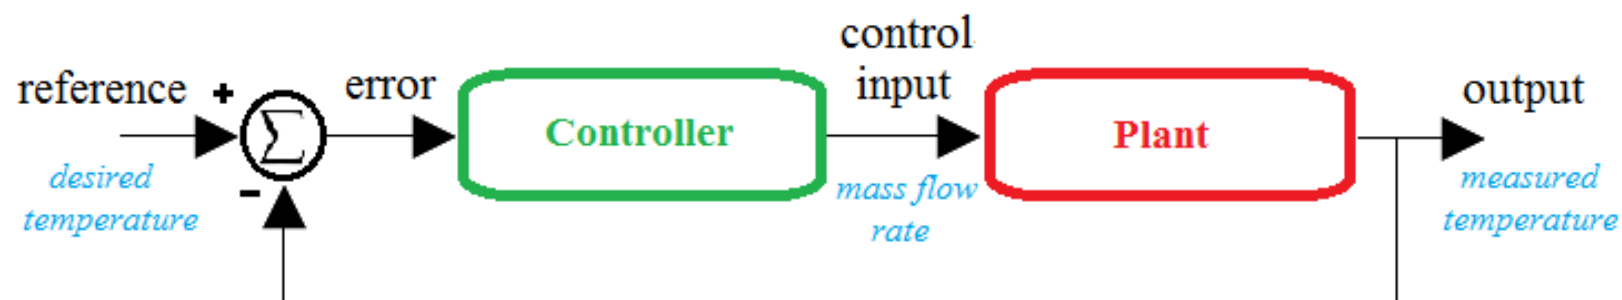 reference
+
Σ
-
desired
temperature
error
Controller
control
input
mass flow
rate
Plant
output
measured
temperature